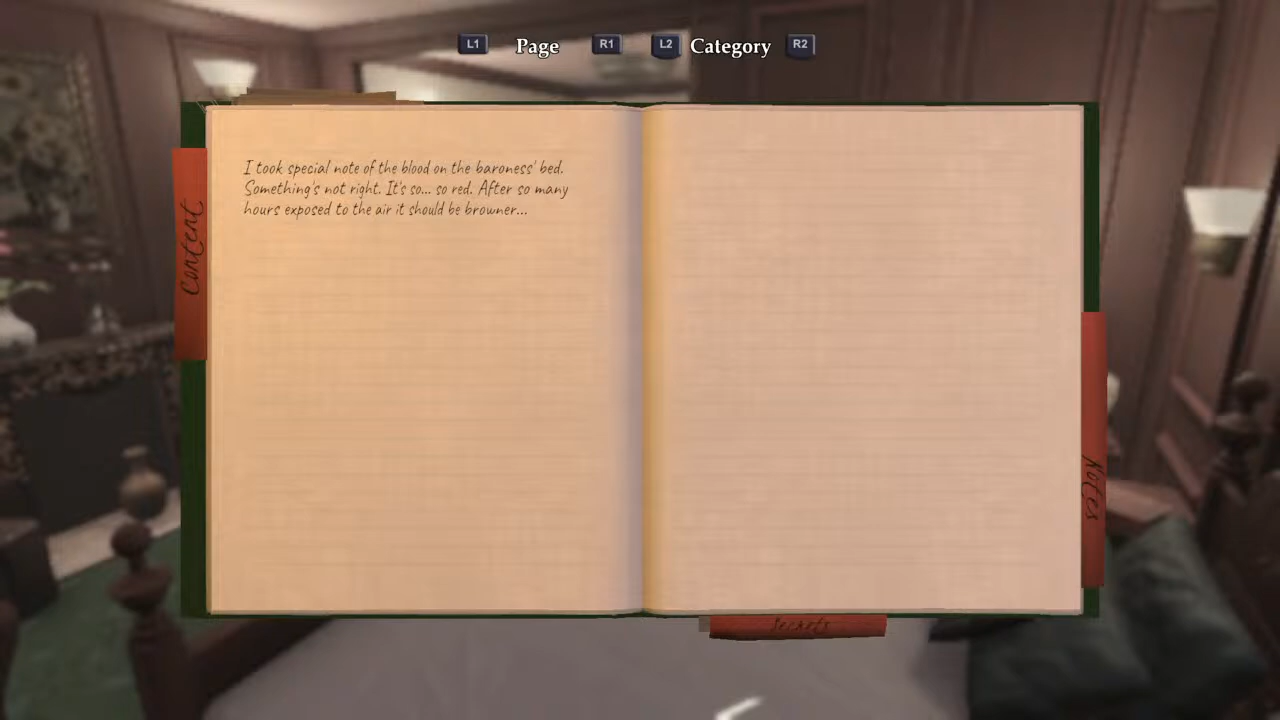 L1 Page R1 L2 Category R2
I took special note of the blood on the baroness' bed.
Something's not right. It's so... so red. After so many
hours exposed to the air it should be browner...
Content
Notes
Secrets